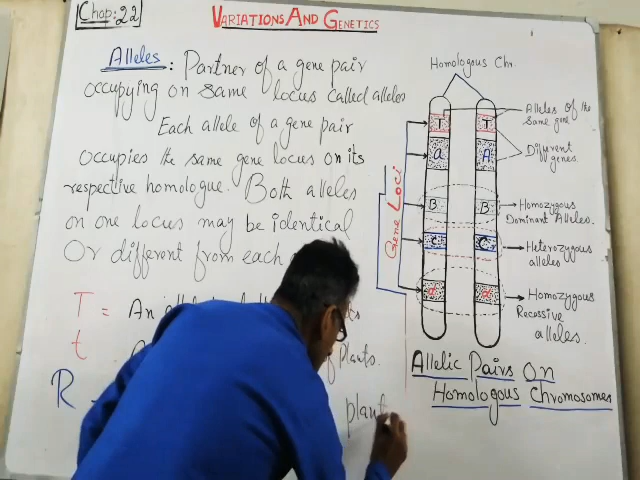 Chap: 22
VARIATIONS AND GENETICS
Alleles : Partner of a gene pair
occupying on same locus called alleles
Each allele of a gene pair
occupies the same gene locus on its
respective homologue. Both alleles
on one locus may be identical
Or different from each
T = An
t
plants.
R
plant
Homologous Chr.
T T
Alleles of the
same gene
a A
Different
genes.
Gene Loci
B B
Homozygous
Dominant Alleles.
c C
Heterozygous
alleles
d d
Homozygous
Recessive
alleles.
Allelic Pairs On
Homologous Chromosomes